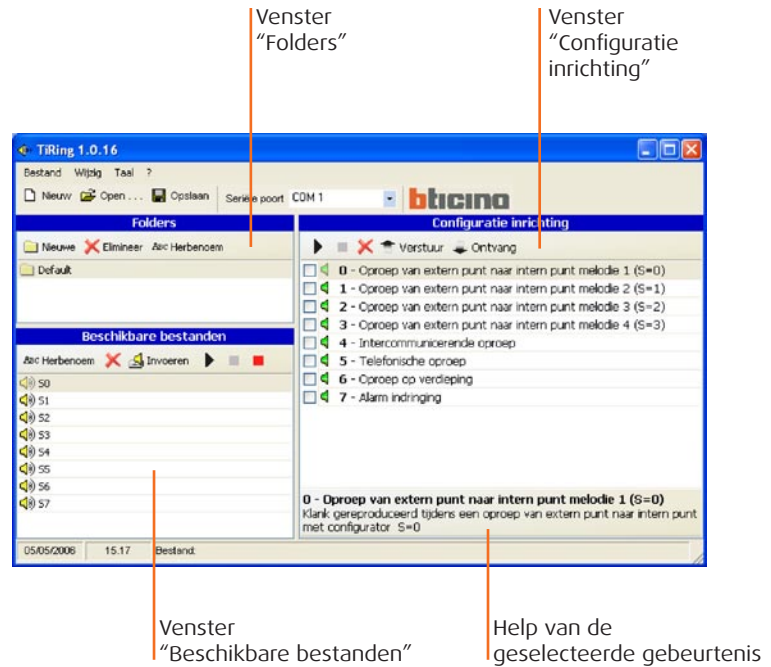 Venster
“Folders”
Venster
“Configuratie
inrichting”
TiRing 1.0.16
Bestand Wijzig Taal ?
Nieuw Open ... Opslaan Seriële poort COM 1 bticino
Folders
Nieuwe Elimineer Abc Herbenoem
Default
Beschikbare bestanden
Abc Herbenoem Invoeren
S0
S1
S2
S3
S4
S5
S6
S7
Configuratie inrichting
Verstuur Ontvang
0 - Oproep van extern punt naar intern punt melodie 1 (S=0)
1 - Oproep van extern punt naar intern punt melodie 2 (S=1)
2 - Oproep van extern punt naar intern punt melodie 3 (S=2)
3 - Oproep van extern punt naar intern punt melodie 4 (S=3)
4 - Intercommunicerende oproep
5 - Telefonische oproep
6 - Oproep op verdieping
7 - Alarm indringing
0 - Oproep van extern punt naar intern punt melodie 1 (S=0)
Klank gereproduceerd tijdens een oproep van extern punt naar intern punt
met configurator S=0
05/05/2006 15.17 Bestand:
Venster
“Beschikbare bestanden”
Help van de
geselecteerde gebeurtenis